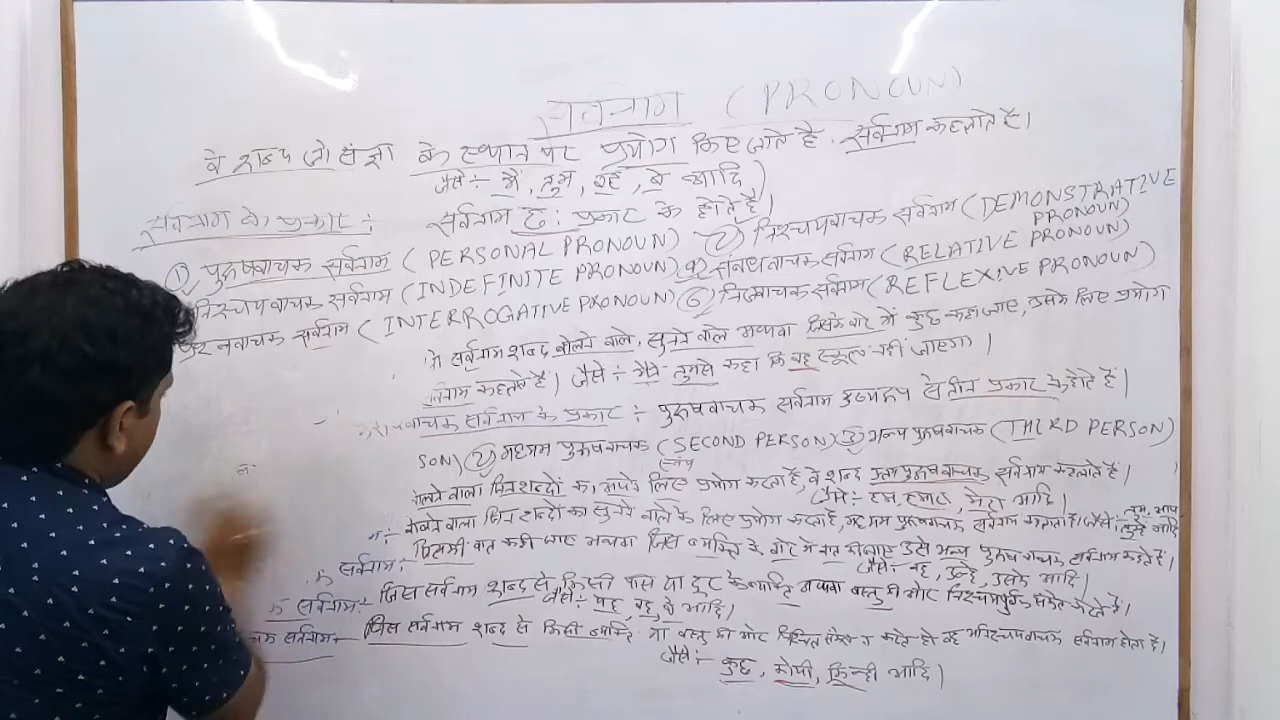 सर्वनाम (PRONOUN)
वे शब्द जो संज्ञा के स्थान पर प्रयोग किए जाते है, सर्वनाम कहलाते है।
जैसे:- मैं, तुम, वह, वे आदि)
सर्वनाम के प्रकार: सर्वनाम छ: प्रकार के होते है।
① पुरुषवाचक सर्वनाम (PERSONAL PRONOUN) ② निश्चयवाचक सर्वनाम (DEMONSTRATIVE PRONOUN)
निश्चयवाचक सर्वनाम (INDEFINITE PRONOUN) संबंधवाचक सर्वनाम (RELATIVE PRONOUN)
प्रश्नवाचक सर्वनाम (INTERROGATIVE PRONOUN) ⑥ सर्वनाम (REFLEXIVE PRONOUN)
सर्वनाम शब्द बोलने वाले, सुनने वाले अथवा जिसके बारे में कुछ कहा जाए, उसके लिए प्रयोग
कहलाते है। जैसे:- मैंने तुमसे कहा कि वह स्कूल नहीं जाएगा।
वाचक सर्वनाम के प्रकार:- पुरुषवाचक सर्वनाम मुख्यरूप से तीन प्रकार के होते है।
SON) ② मध्यम पुरुषवाचक (SECOND PERSON) ③ अन्य पुरुषवाचक (THIRD PERSON)
बोलने वाला जिन शब्दों का, अपने लिए प्रयोग करता है, वे शब्द उत्तम पुरुषवाचक सर्वनाम कहलाते है।
जैसे:- हम, हमारा, मेरा आदि।
बोलने वाला जिन शब्दों का सुनने वाले के लिए प्रयोग करता है, मध्यम पुरुषवाचक सर्वनाम कहलाता है। जैसे:- तुम, आप, तुम्हे आदि
सर्वनाम:- जिसकी बात कही जाए अथवा जिस व्यक्ति के बारे में बात की जाए उसे अन्य पुरुष वाचक सर्वनाम कहते है।
जैसे:- वह, उन्हे, उसके आदि।
सर्वनाम:- जिस सर्वनाम शब्द से किसी पास या दूर के व्यक्ति अथवा वस्तु की ओर निश्चयपूर्वक संकेत करते है।
जैसे:- यह, वह, वे आदि।
सर्वनाम:- जिस सर्वनाम शब्द से किसी व्यक्ति या वस्तु की ओर निश्चित संकेत न करते हो वह अनिश्चयवाचक सर्वनाम होता है।
जैसे:- कुछ, कोयी, किन्ही आदि।